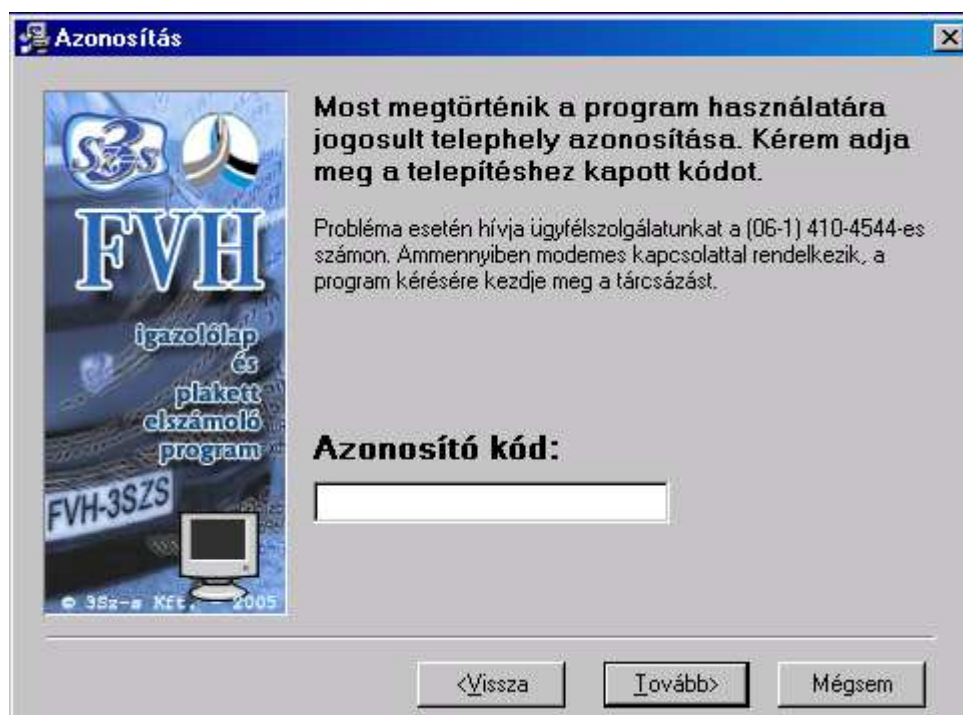 Azonosítás
3
Sz-s
FVH
igazolólap
és
plakett
elszámoló
program
FVH-3SZS
© 3Sz-s Kft. - 2005
Most megtörténik a program használatára
jogosult telephely azonosítása. Kérem adja
meg a telepítéshez kapott kódot.
Probléma esetén hívja ügyfélszolgálatunkat a (06-1) 410-4544-es
számon. Ammennyiben modemes kapcsolattal rendelkezik, a
program kérésére kezdje meg a tárcsázást.
Azonosító kód:
<Vissza
Tovább>
Mégsem